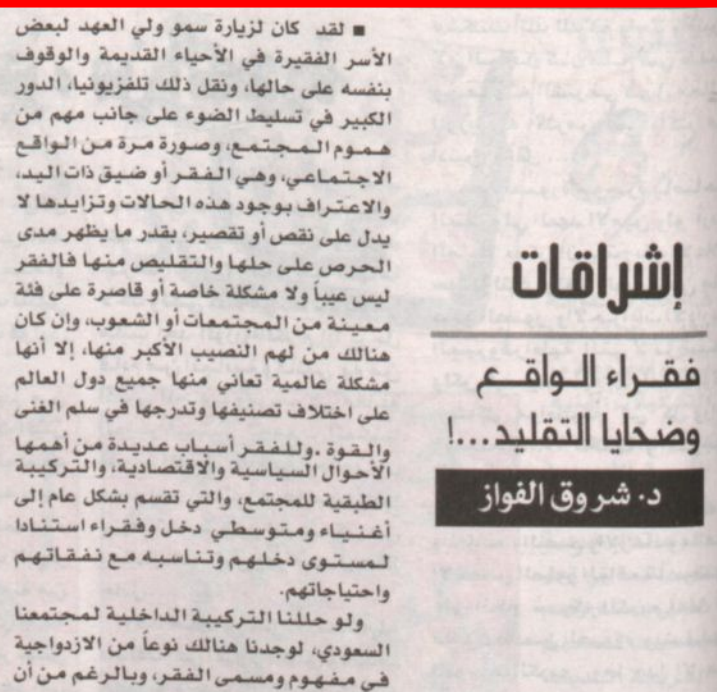 إشراقات
فقراء الواقع
وضحايا التقليد...!
د. شروق الفواز
■ لقد كان لزيارة سمو ولي العهد لبعض
الأسر الفقيرة في الأحياء القديمة والوقوف
بنفسه على حالها، ونقل ذلك تلفزيونيا، الدور
الكبير في تسليط الضوء على جانب مهم من
هموم المجتمع، وصورة مرة من الواقع
الاجتماعي، وهي الفقر أو ضيق ذات اليد،
والاعتراف بوجود هذه الحالات وتزايدها لا
يدل على نقص أو تقصير، بقدر ما يظهر مدى
الحرص على حلها والتقليص منها فالفقر
ليس عيباً ولا مشكلة خاصة أو قاصرة على فئة
معينة من المجتمعات أو الشعوب، وإن كان
هنالك من لهم النصيب الأكبر منها، إلا أنها
مشكلة عالمية تعاني منها جميع دول العالم
على اختلاف تصنيفها وتدرجها في سلم الغنى
والقوة .وللفقر أسباب عديدة من أهمها
الأحوال السياسية والاقتصادية، والتركيبة
الطبقية للمجتمع، والتي تقسم بشكل عام إلى
أغنياء ومتوسطي دخل وفقراء استنادا
لمستوى دخلهم وتناسبه مع نفقاتهم
واحتياجاتهم.
ولو حللنا التركيبة الداخلية لمجتمعنا
السعودي، لوجدنا هنالك نوعاً من الازدواجية
في مفهوم ومسمى الفقر، وبالرغم من أن